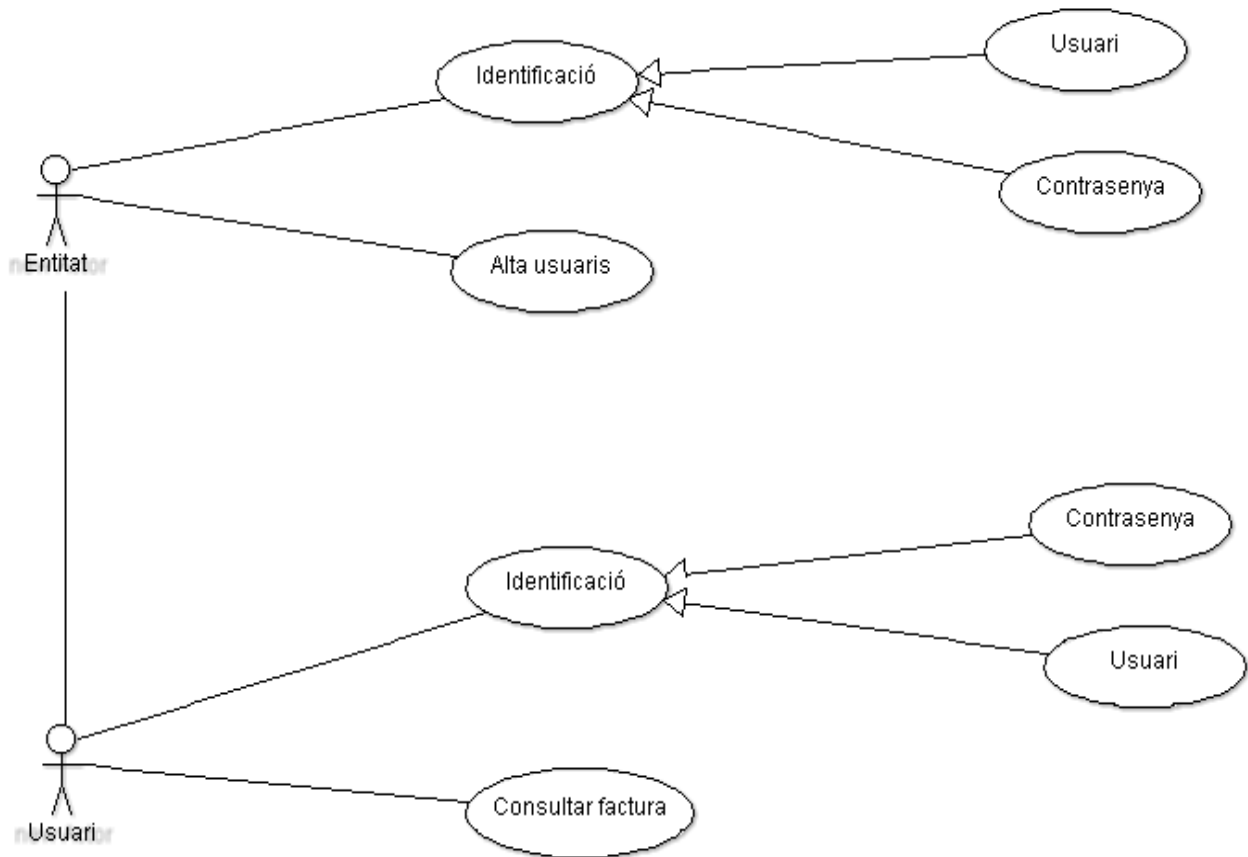 Usuari
Identificació
Contrasenya
Entitat
Alta usuaris
Contrasenya
Identificació
Usuari
Consultar factura
Usuari